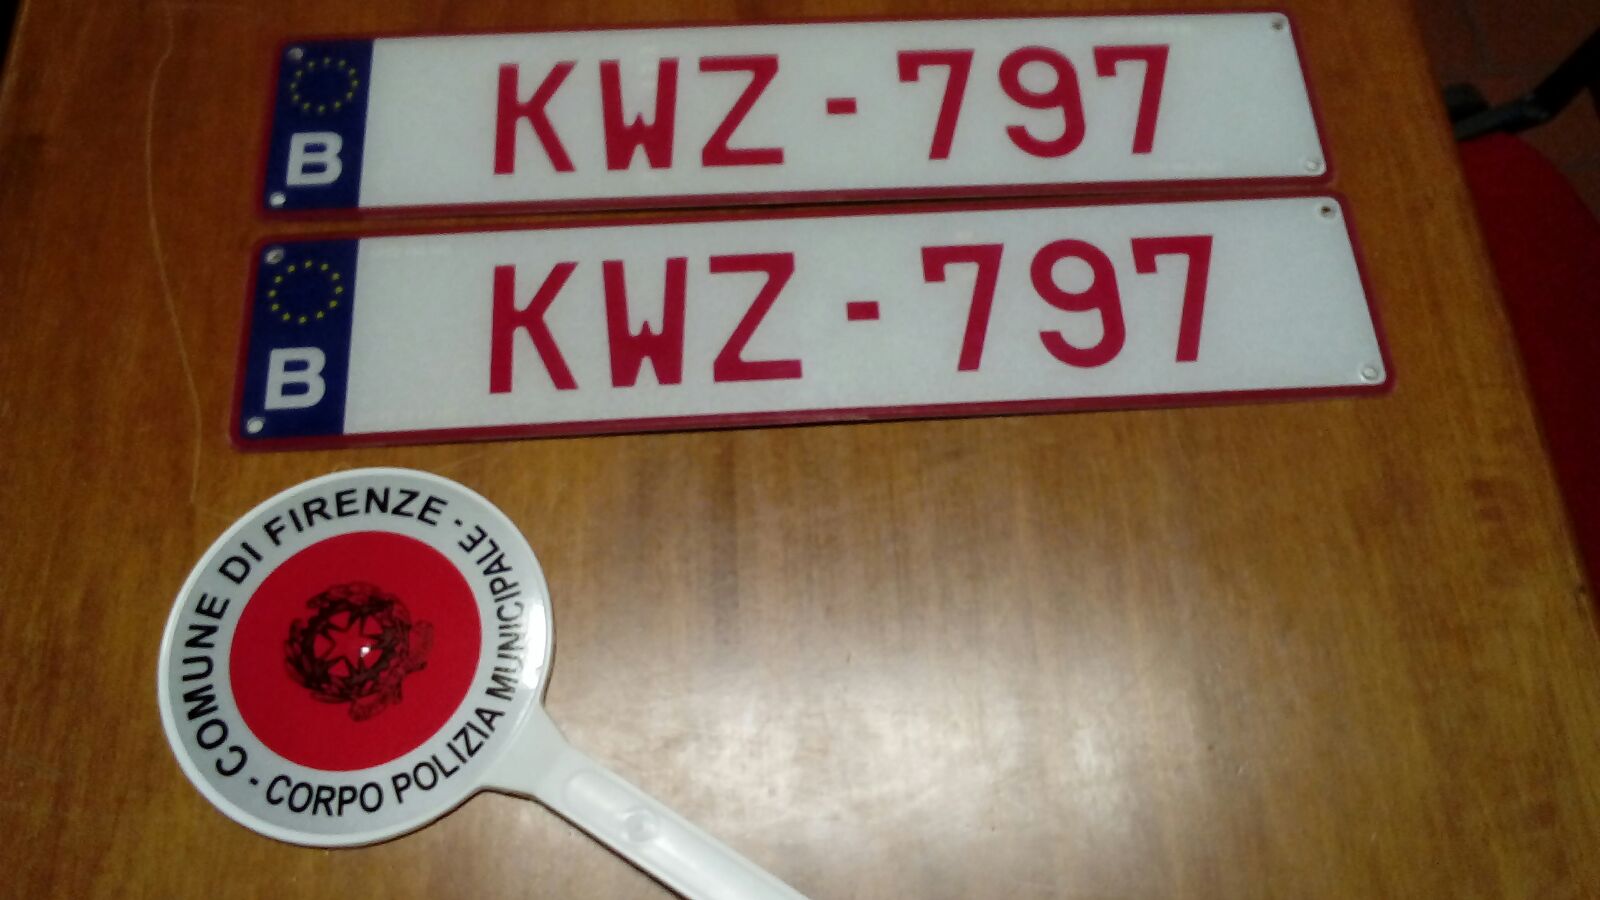 B KWZ-797
B KWZ-797
COMUNE DI FIRENZE -
CORPO POLIZIA MUNICIPALE -